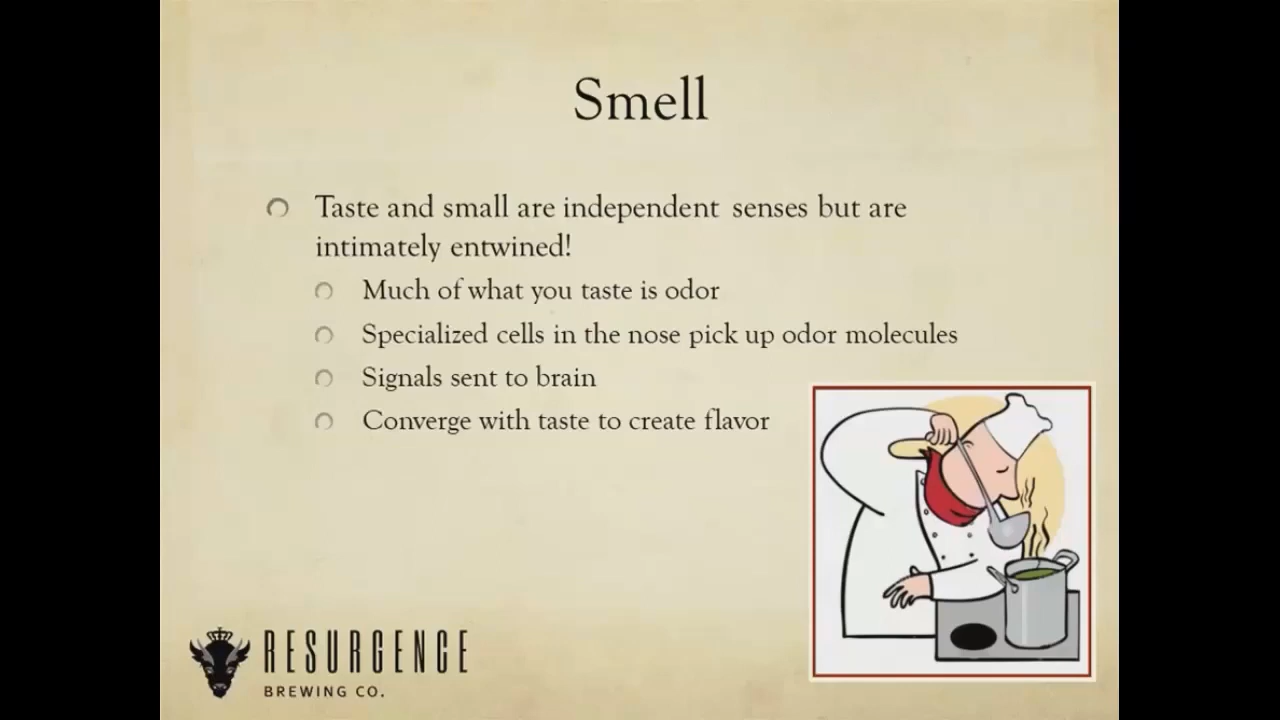 Smell
Taste and small are independent senses but are
intimately entwined!
Much of what you taste is odor
Specialized cells in the nose pick up odor molecules
Signals sent to brain
Converge with taste to create flavor
RESURGENCE
BREWING CO.